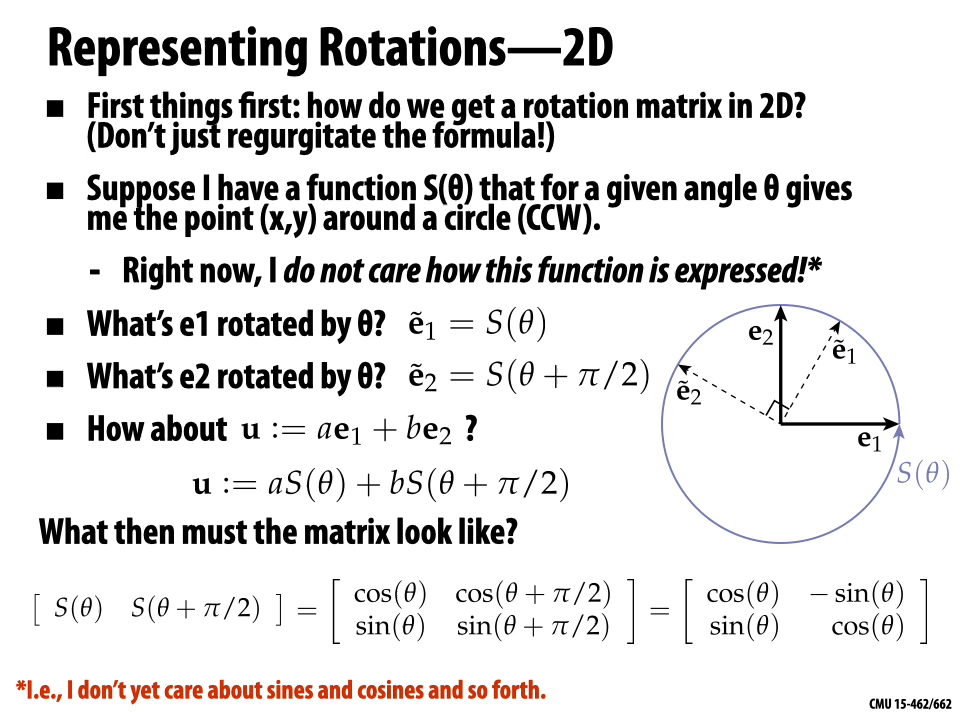 Representing Rotations—2D
■ First things first: how do we get a rotation matrix in 2D?
(Don't just regurgitate the formula!)
■ Suppose I have a function S(θ) that for a given angle θ gives
me the point (x,y) around a circle (CCW).
- Right now, I do not care how this function is expressed!*
■ What's e1 rotated by θ? ẽ₁ = S(θ)
■ What's e2 rotated by θ? ẽ₂ = S(θ + π/2)
■ How about u := ae₁ + be₂ ?
u := aS(θ) + bS(θ + π/2)
e₂
ẽ₁
ẽ₂
e₁
S(θ)
What then must the matrix look like?
[ S(θ) S(θ + π/2) ] = [ cos(θ) cos(θ + π/2) ] = [ cos(θ) − sin(θ) ]
sin(θ) sin(θ + π/2) sin(θ) cos(θ)
*I.e., I don't yet care about sines and cosines and so forth.
CMU 15-462/662